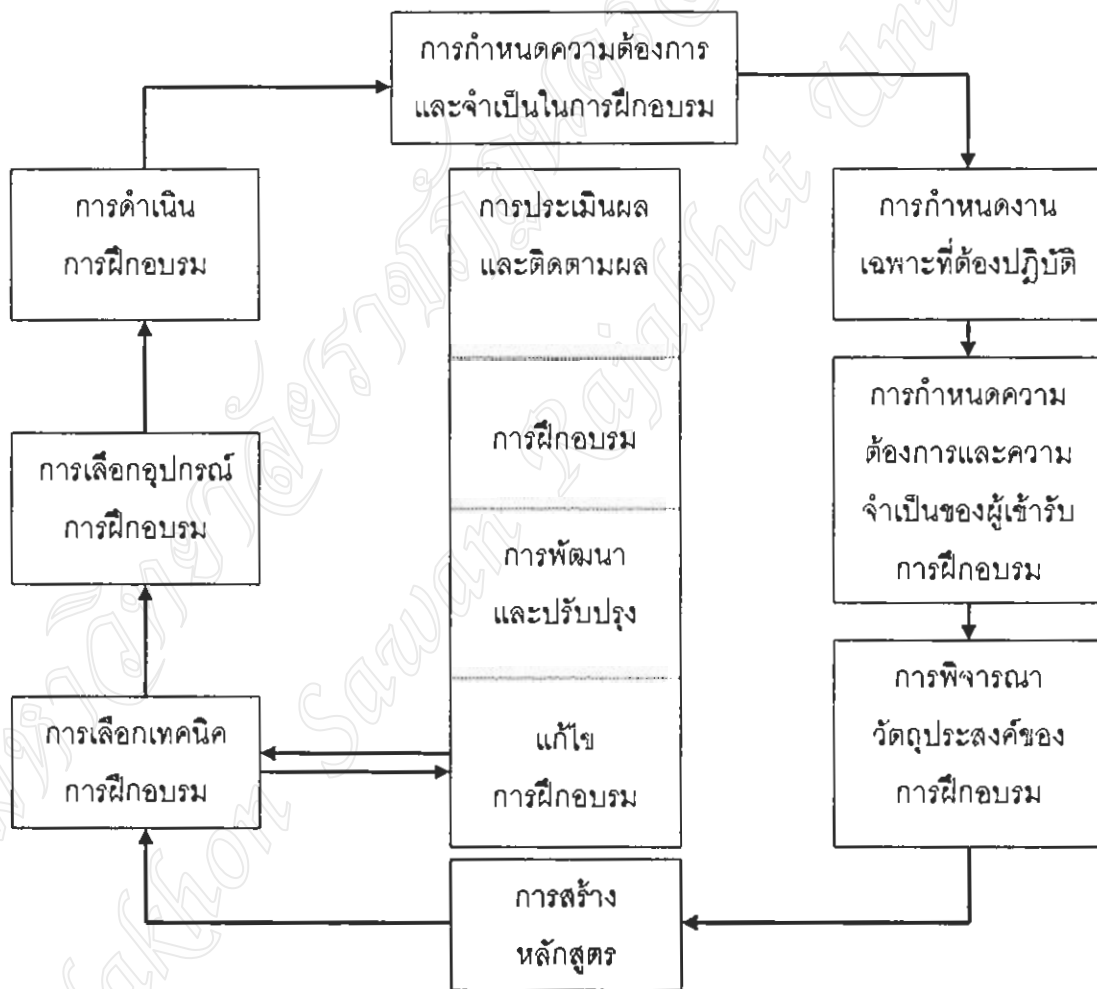 การกำหนดความต้องการ
และจำเป็นในการฝึกอบรม
การดำเนิน
การฝึกอบรม
การประเมินผล
และติดตามผล
การกำหนดงาน
เฉพาะที่ต้องปฏิบัติ
การฝึกอบรม
การกำหนดความ
ต้องการและความ
จำเป็นของผู้เข้ารับ
การฝึกอบรม
การเลือกอุปกรณ์
การฝึกอบรม
การพัฒนา
และปรับปรุง
การเลือกเทคนิค
การฝึกอบรม
แก้ไข
การฝึกอบรม
การพิจารณา
วัตถุประสงค์ของ
การฝึกอบรม
การสร้าง
หลักสูตร
Nakhon Sawan Rajabhat